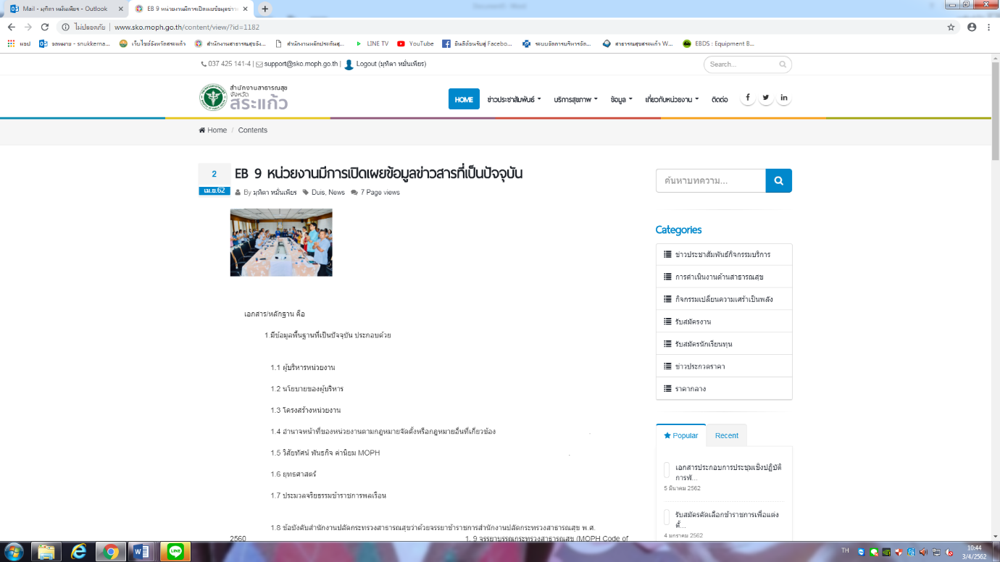 Document1 - Word
Mail - มุฑิตา หมั่นเพียร - Outlook
EB 9 หน่วยงานมีการเปิดเผยข้อมูลข่าวส
ไม่ปลอดภัย | www.sko.moph.go.th/content/view/?id=1182
แอป จดหมาย - snukkerna... เว็บไซต์จังหวัดสระแก้ว สำนักงานสาธารณสุขจัง... สำนักงานหลักประกันสุ... LINE TV YouTube ยินดีต้อนรับสู่ Faceboo... ระบบจัดการบริหารจัด... สาธารณสุขสระแก้ว W... EBDS : Equipment B...
037 425 141-4 | support@sko.moph.go.th | Logout (มุฑิตา หมั่นเพียร)
Search...
สำนักงานสาธารณสุข
จังหวัด
สระแก้ว
HOME ข่าวประชาสัมพันธ์ บริการสุขภาพ ข้อมูล เกี่ยวกับหน่วยงาน ติดต่อ
Home / Contents
2
เม.ย.62
EB 9 หน่วยงานมีการเปิดเผยข้อมูลข่าวสารที่เป็นปัจจุบัน
By มุฑิตา หมั่นเพียร Duis, News 7 Page views
เอกสาร/หลักฐาน คือ
1.มีข้อมูลพื้นฐานที่เป็นปัจจุบัน ประกอบด้วย
1.1 ผู้บริหารหน่วยงาน
1.2 นโยบายของผู้บริหาร
1.3 โครงสร้างหน่วยงาน
1.4 อำนาจหน้าที่ของหน่วยงานตามกฎหมายจัดตั้งหรือกฎหมายอื่นที่เกี่ยวข้อง .
1.5 วิสัยทัศน์ พันธกิจ ค่านิยม MOPH .
1.6 ยุทธศาสตร์
1.7 ประมวลจริยธรรมข้าราชการพลเรือน
1.8 ข้อบังคับสำนักงานปลัดกระทรวงสาธารณสุขว่าด้วยจรรยาข้าราชการสำนักงานปลัดกระทรวงสาธารณสุข พ.ศ.
2560 1. 9 จรรยาบรรณกระทรวงสาธารณสุข (MOPH Code of
ค้นหาบทความ...
Categories
ข่าวประชาสัมพันธ์กิจกรรมบริการ
การดำเนินงานด้านสาธารณสุข
กิจกรรมเปลี่ยนความเศร้าเป็นพลัง
รับสมัครงาน
รับสมัครนักเรียนทุน
ข่าวประกวดราคา
ราคากลาง
Popular Recent
เอกสารประกอบการประชุมเชิงปฏิบัติ
การพั...
5 มีนาคม 2562
รับสมัครคัดเลือกข้าราชการเพื่อแต่ง
ตั้...
4 มกราคม 2562
TH
10:44
3/4/2562